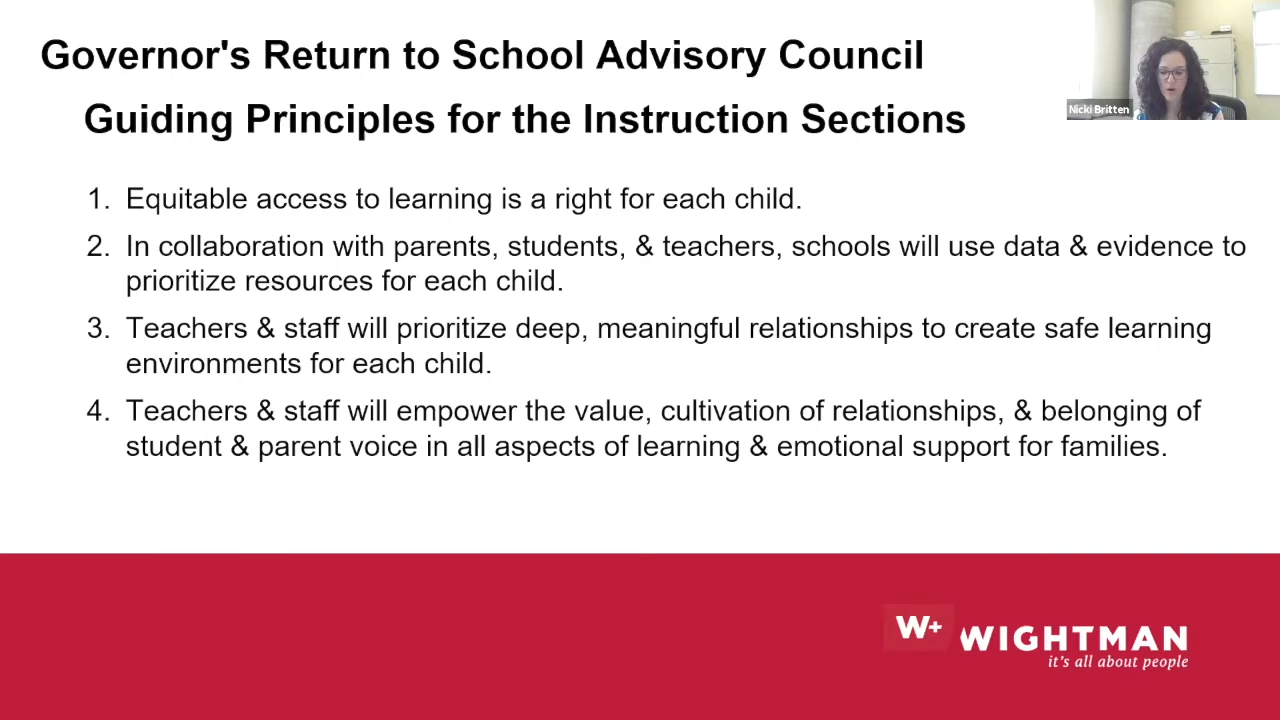 Governor's Return to School Advisory Council
Guiding Principles for the Instruction Sections
Nicki Britten
1. Equitable access to learning is a right for each child.
2. In collaboration with parents, students, & teachers, schools will use data & evidence to
prioritize resources for each child.
3. Teachers & staff will prioritize deep, meaningful relationships to create safe learning
environments for each child.
4. Teachers & staff will empower the value, cultivation of relationships, & belonging of
student & parent voice in all aspects of learning & emotional support for families.
W+ WIGHTMAN
it's all about people